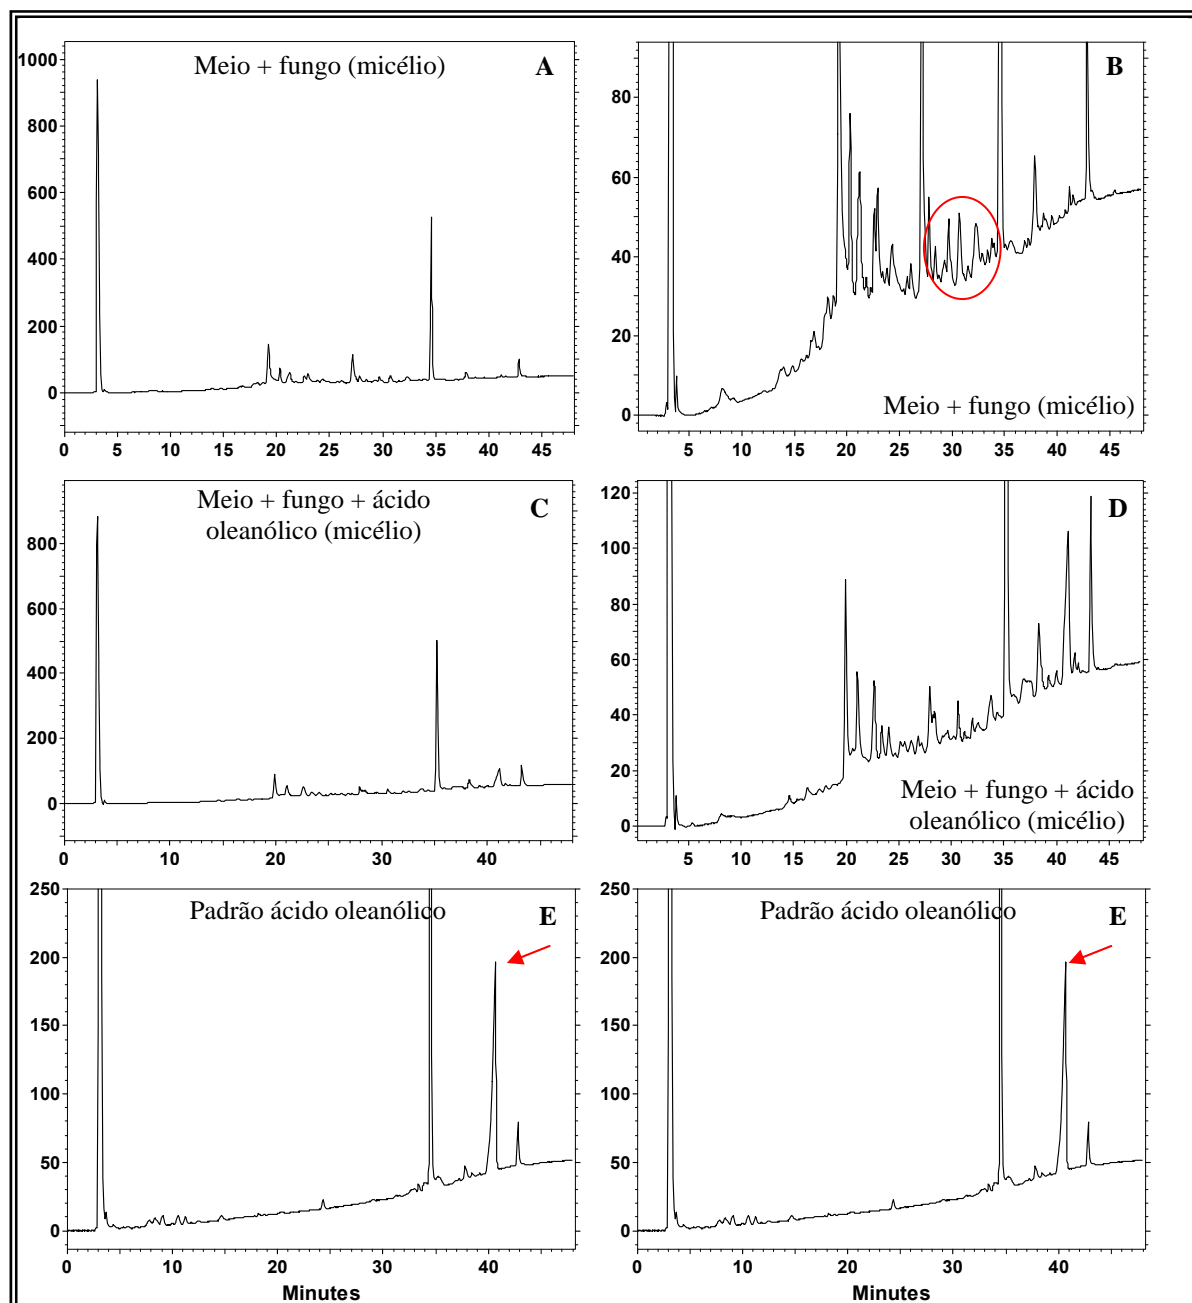 Meio + fungo (micélio) A
1000
800
600
400
200
0
0 5 10 15 20 25 30 35 40 45
B
80
60
40
20
0
Meio + fungo (micélio)
5 10 15 20 25 30 35 40 45
Meio + fungo + ácido
oleanólico (micélio)
C
800
600
400
200
0
0 10 20 30 40
D
120
100
80
60
40
20
0
Meio + fungo + ácido
oleanólico (micélio)
5 10 15 20 25 30 35 40 45
Padrão ácido oleanólico E
250
200
150
100
50
0
0 10 20 30 40
Minutes
Padrão ácido oleanólico E
250
200
150
100
50
0
0 10 20 30 40
Minutes